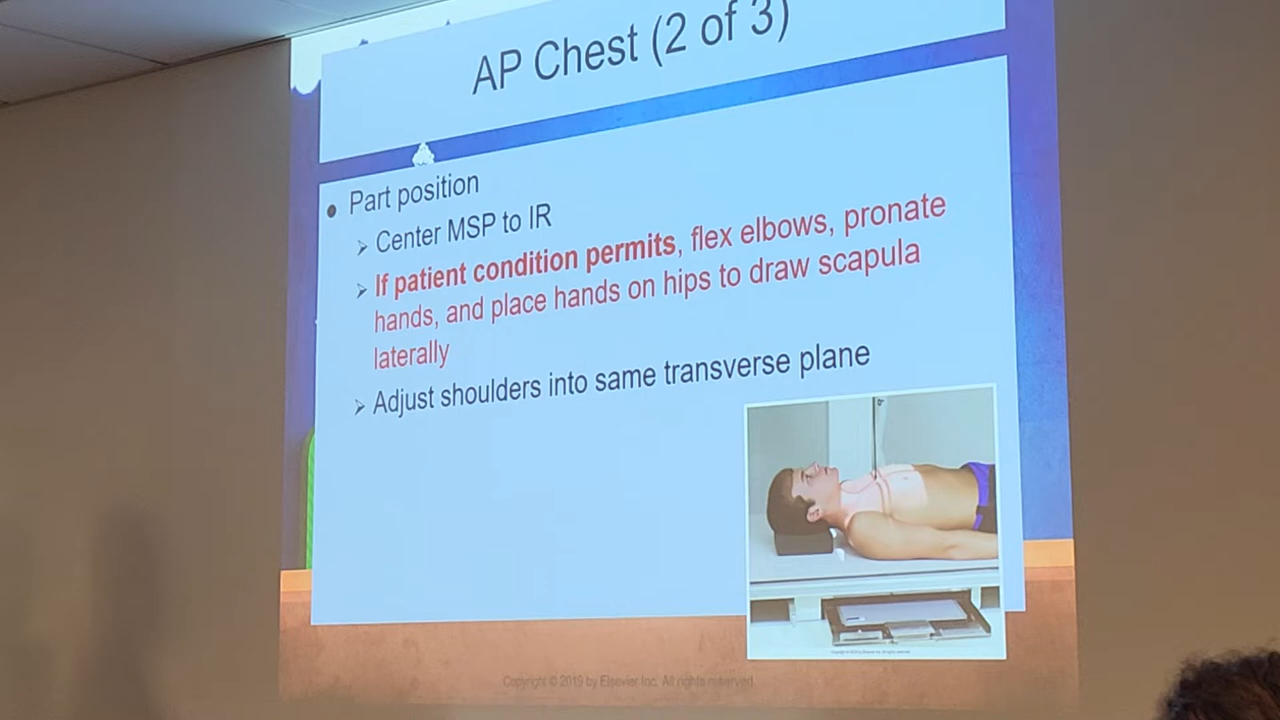 AP Chest (2 of 3)
● Part position
➢ Center MSP to IR
➢ If patient condition permits, flex elbows, pronate
hands, and place hands on hips to draw scapula
laterally
➢ Adjust shoulders into same transverse plane
Copyright © 2019 by Elsevier Inc. All rights reserved.